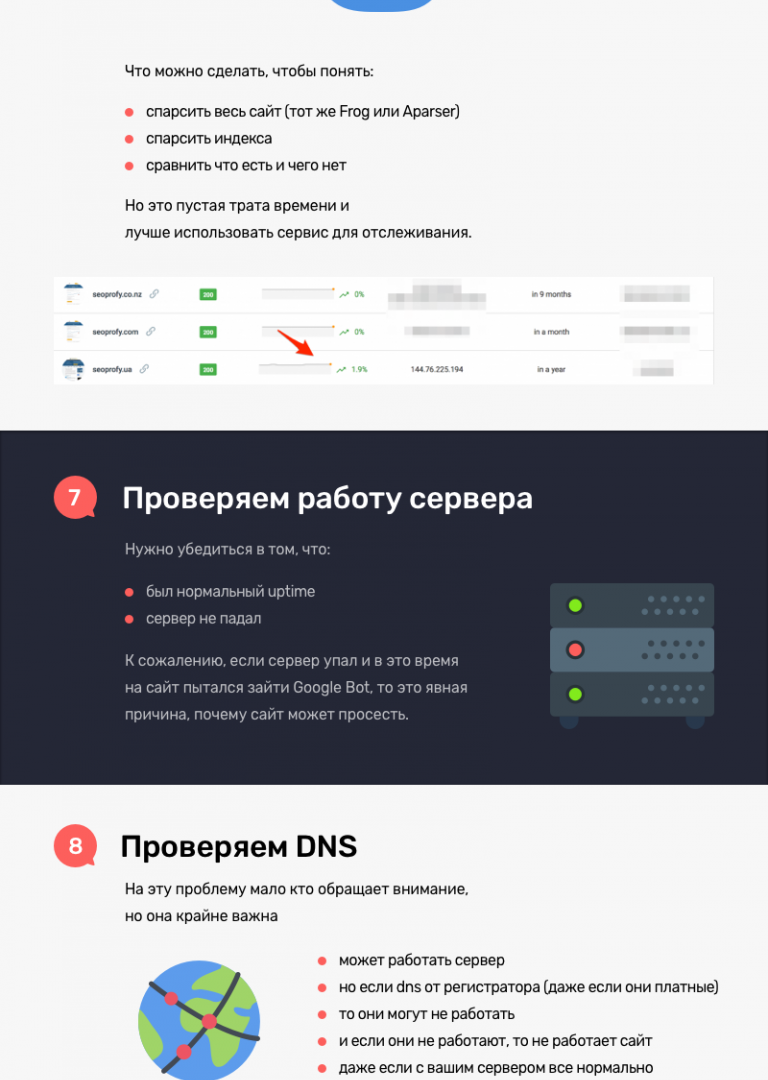 Что можно сделать, чтобы понять:
спарсить весь сайт (тот же Frog или Aparser)
спарсить индекса
сравнить что есть и чего нет
Но это пустая трата времени и
лучше использовать сервис для отслеживания.
seoprofy.co.nz 200 0% in 9 months
seoprofy.com 200 0% in a month
seoprofy.ua 200 1.9% 144.76.225.194 in a year
7 Проверяем работу сервера
Нужно убедиться в том, что:
был нормальный uptime
сервер не падал
К сожалению, если сервер упал и в это время
на сайт пытался зайти Google Bot, то это явная
причина, почему сайт может просесть.
8 Проверяем DNS
На эту проблему мало кто обращает внимание,
но она крайне важна
может работать сервер
но если dns от регистратора (даже если они платные)
то они могут не работать
и если они не работают, то не работает сайт
даже если с вашим сервером все нормально